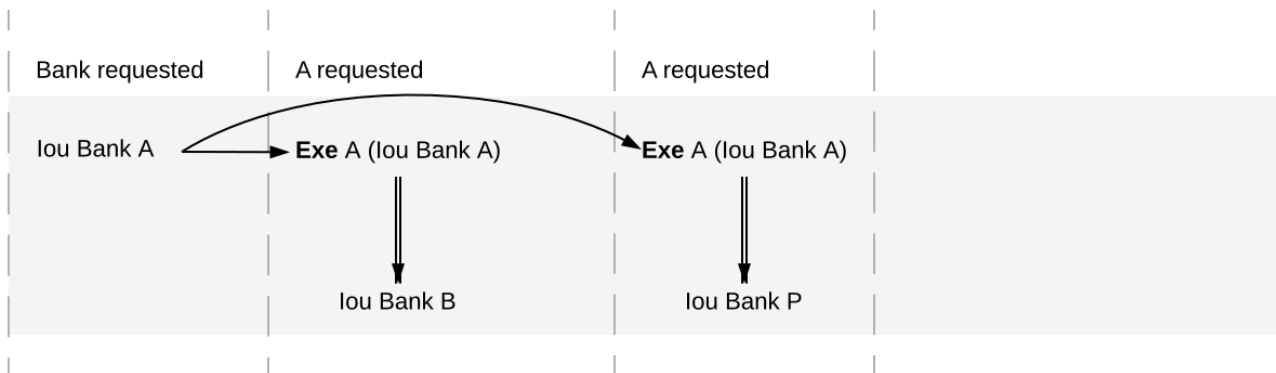 Bank requested
A requested
A requested
Iou Bank A
Exe A (Iou Bank A)
Exe A (Iou Bank A)
Iou Bank B
Iou Bank P